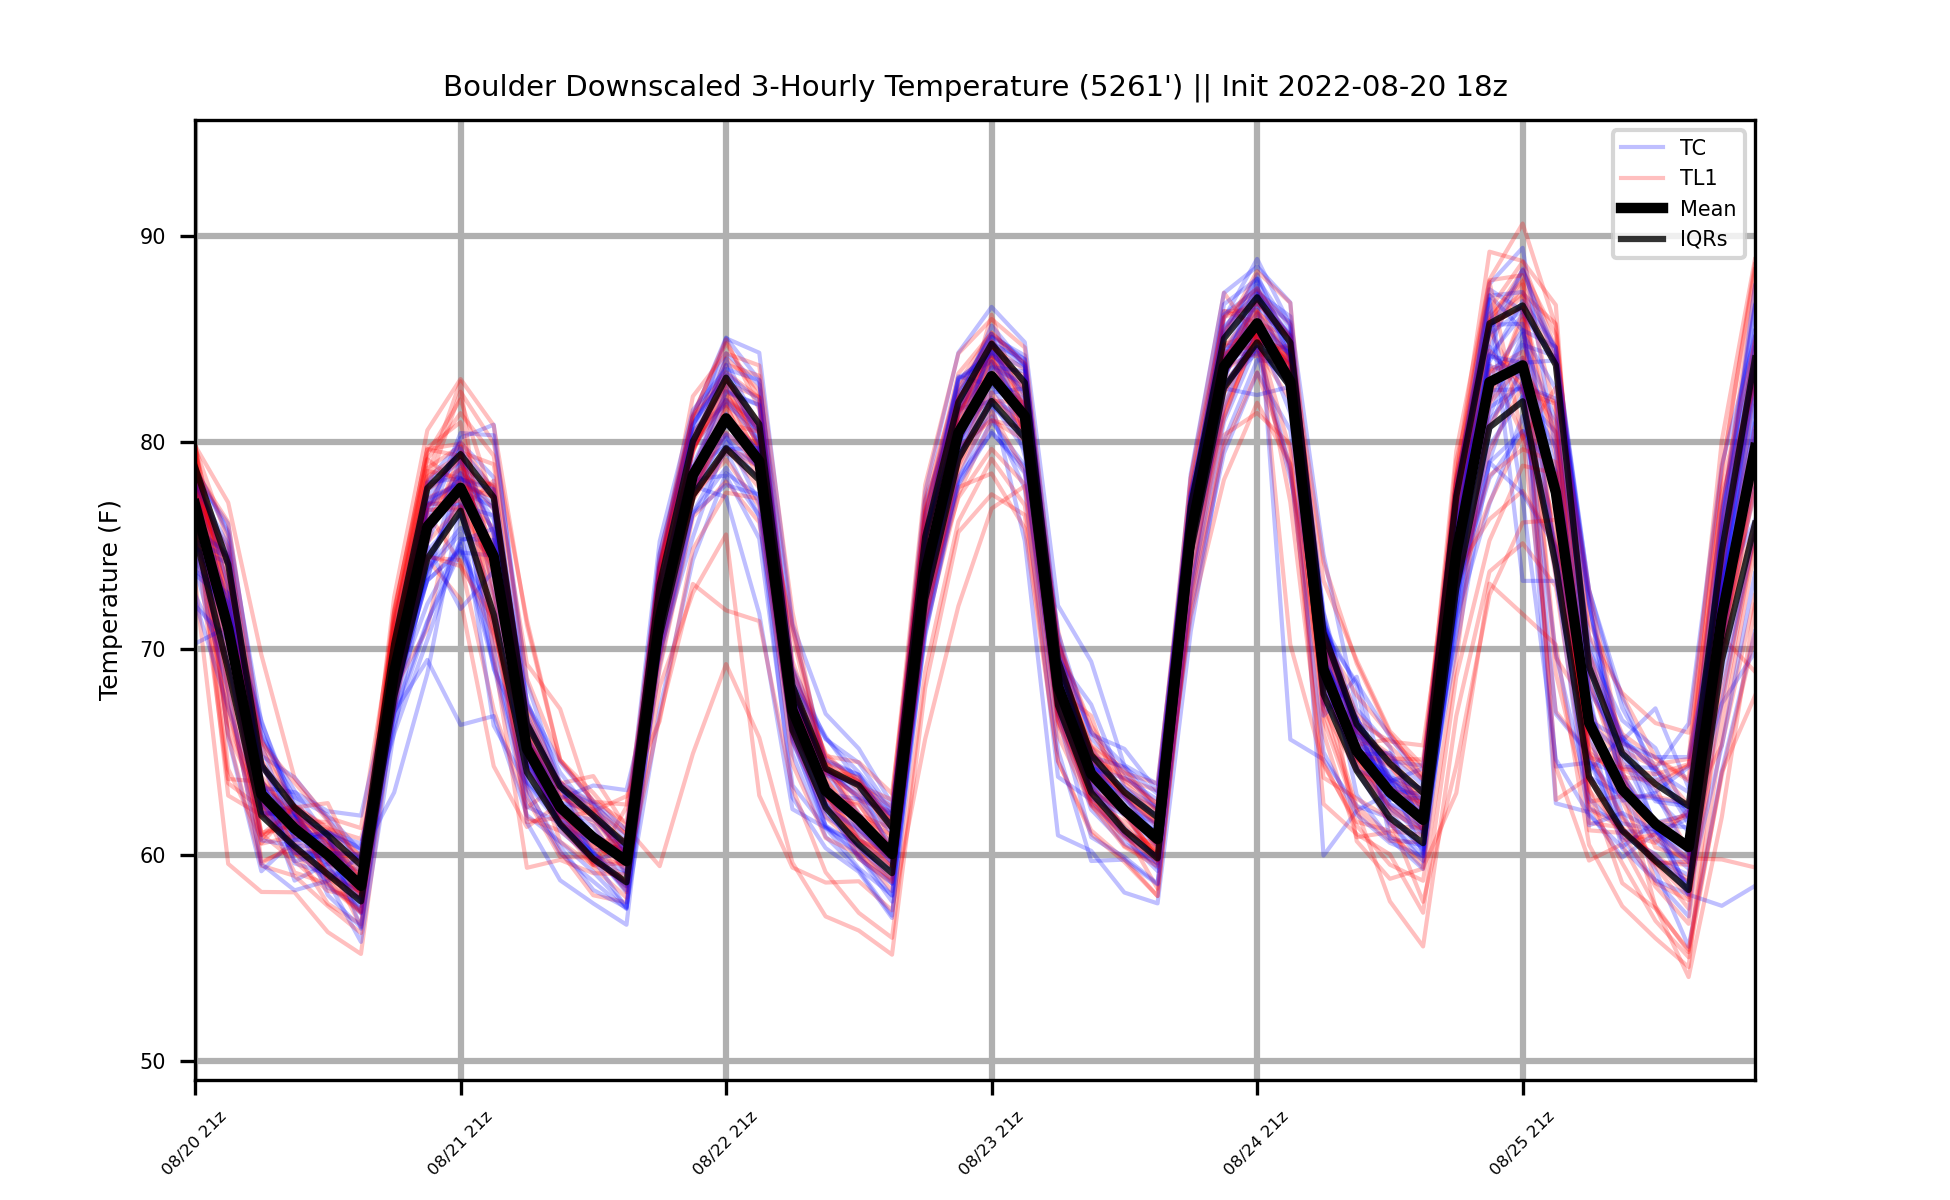 Boulder Downscaled 3-Hourly Temperature (5261') || Init 2022-08-20 18z
TC
TL1
Mean
IQRs
Temperature (F)
90
80
70
60
50
08/20 21z
08/21 21z
08/22 21z
08/23 21z
08/24 21z
08/25 21z